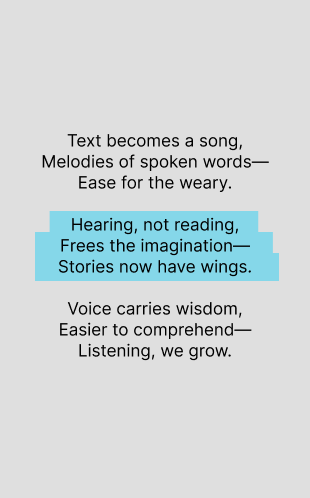 Text becomes a song,
Melodies of spoken words—
Ease for the weary.
Hearing, not reading,
Frees the imagination—
Stories now have wings.
Voice carries wisdom,
Easier to comprehend—
Listening, we grow.